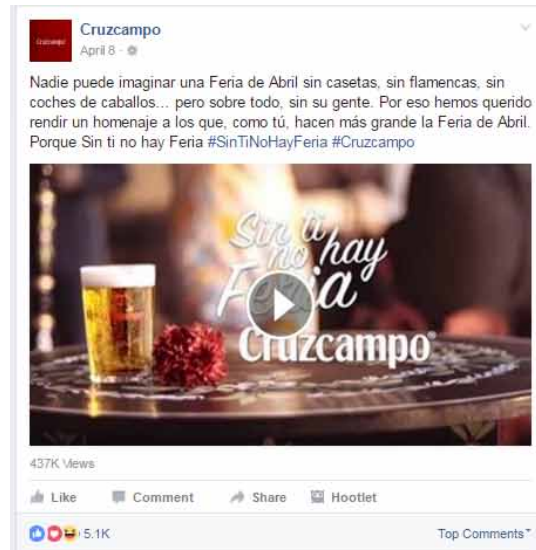 Cruzcampo
Cruzcampo
April 8
Nadie puede imaginar una Feria de Abril sin casetas, sin flamencas, sin
coches de caballos... pero sobre todo, sin su gente. Por eso hemos querido
rendir un homenaje a los que, como tú, hacen más grande la Feria de Abril.
Porque Sin ti no hay Feria #SinTiNoHayFeria #Cruzcampo
Sin ti
no hay
Feria
Cruzcampo
437K Views
Like Comment Share Hootlet
5.1K Top Comments